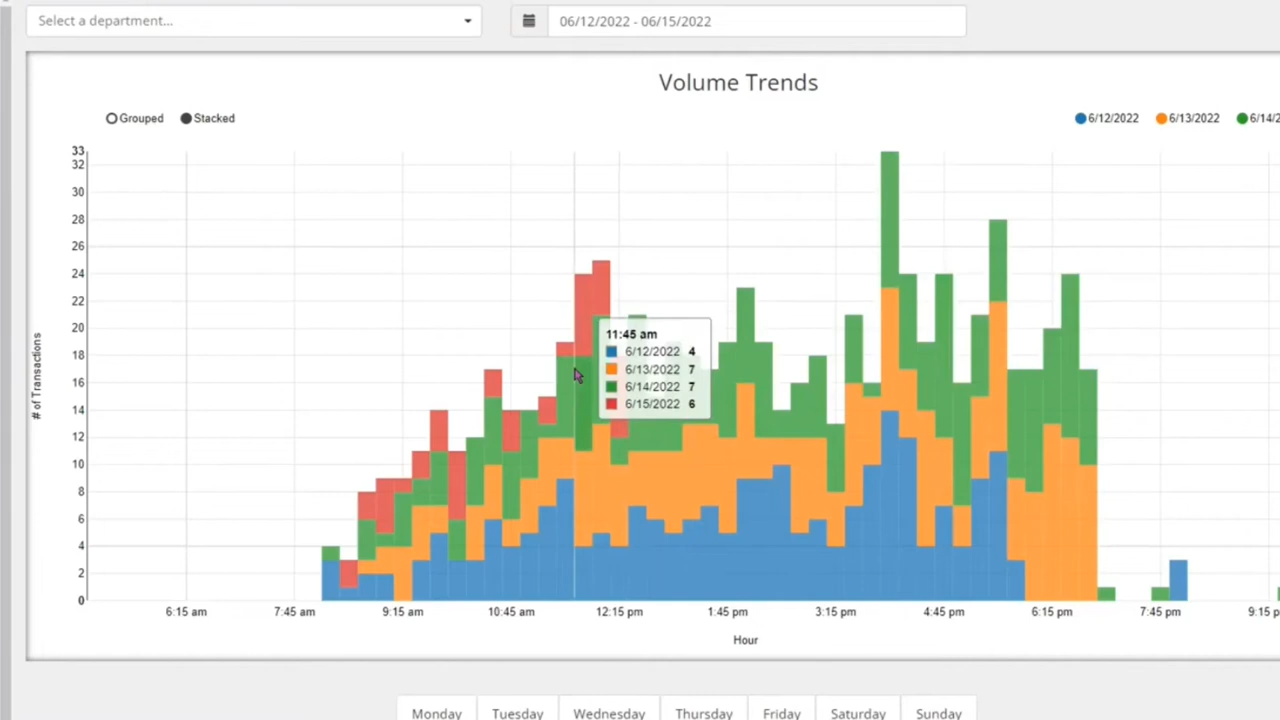 Select a department...
06/12/2022 - 06/15/2022
Volume Trends
Grouped Stacked
6/12/2022 6/13/2022 6/14/2
33
32
30
28
26
24
22
20
18
16
14
12
10
8
6
4
2
0
# of Transactions
11:45 am
6/12/2022 4
6/13/2022 7
6/14/2022 7
6/15/2022 6
6:15 am 7:45 am 9:15 am 10:45 am 12:15 pm 1:45 pm 3:15 pm 4:45 pm 6:15 pm 7:45 pm 9:15 p
Hour
Monday Tuesday Wednesday Thursday Friday Saturday Sunday